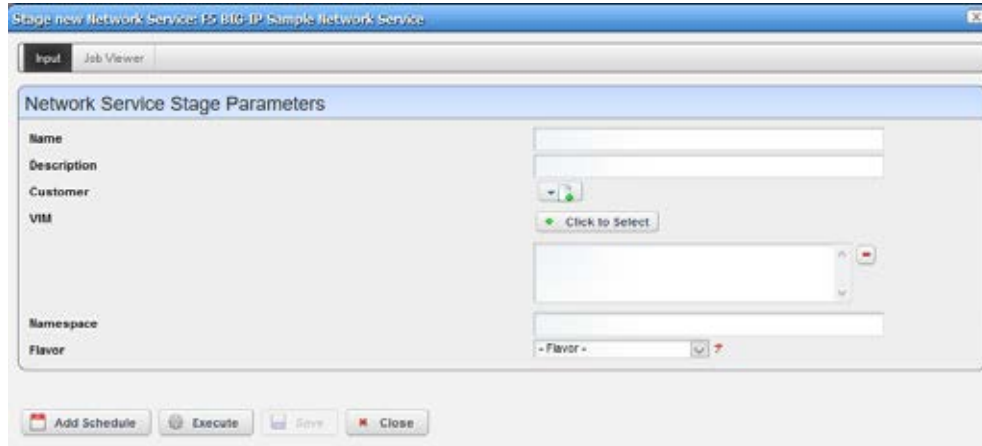 Stage new Network Service: F5 BIG-IP Sample Network Service
Input Job Viewer
Network Service Stage Parameters
Name
Description
Customer
VIM
Click to Select
Namespace
Flavor
- Flavor -
Add Schedule Execute Save Close